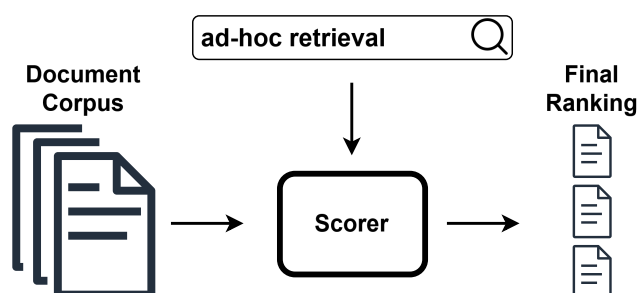 ad-hoc retrieval
Document
Corpus
Scorer
Final
Ranking